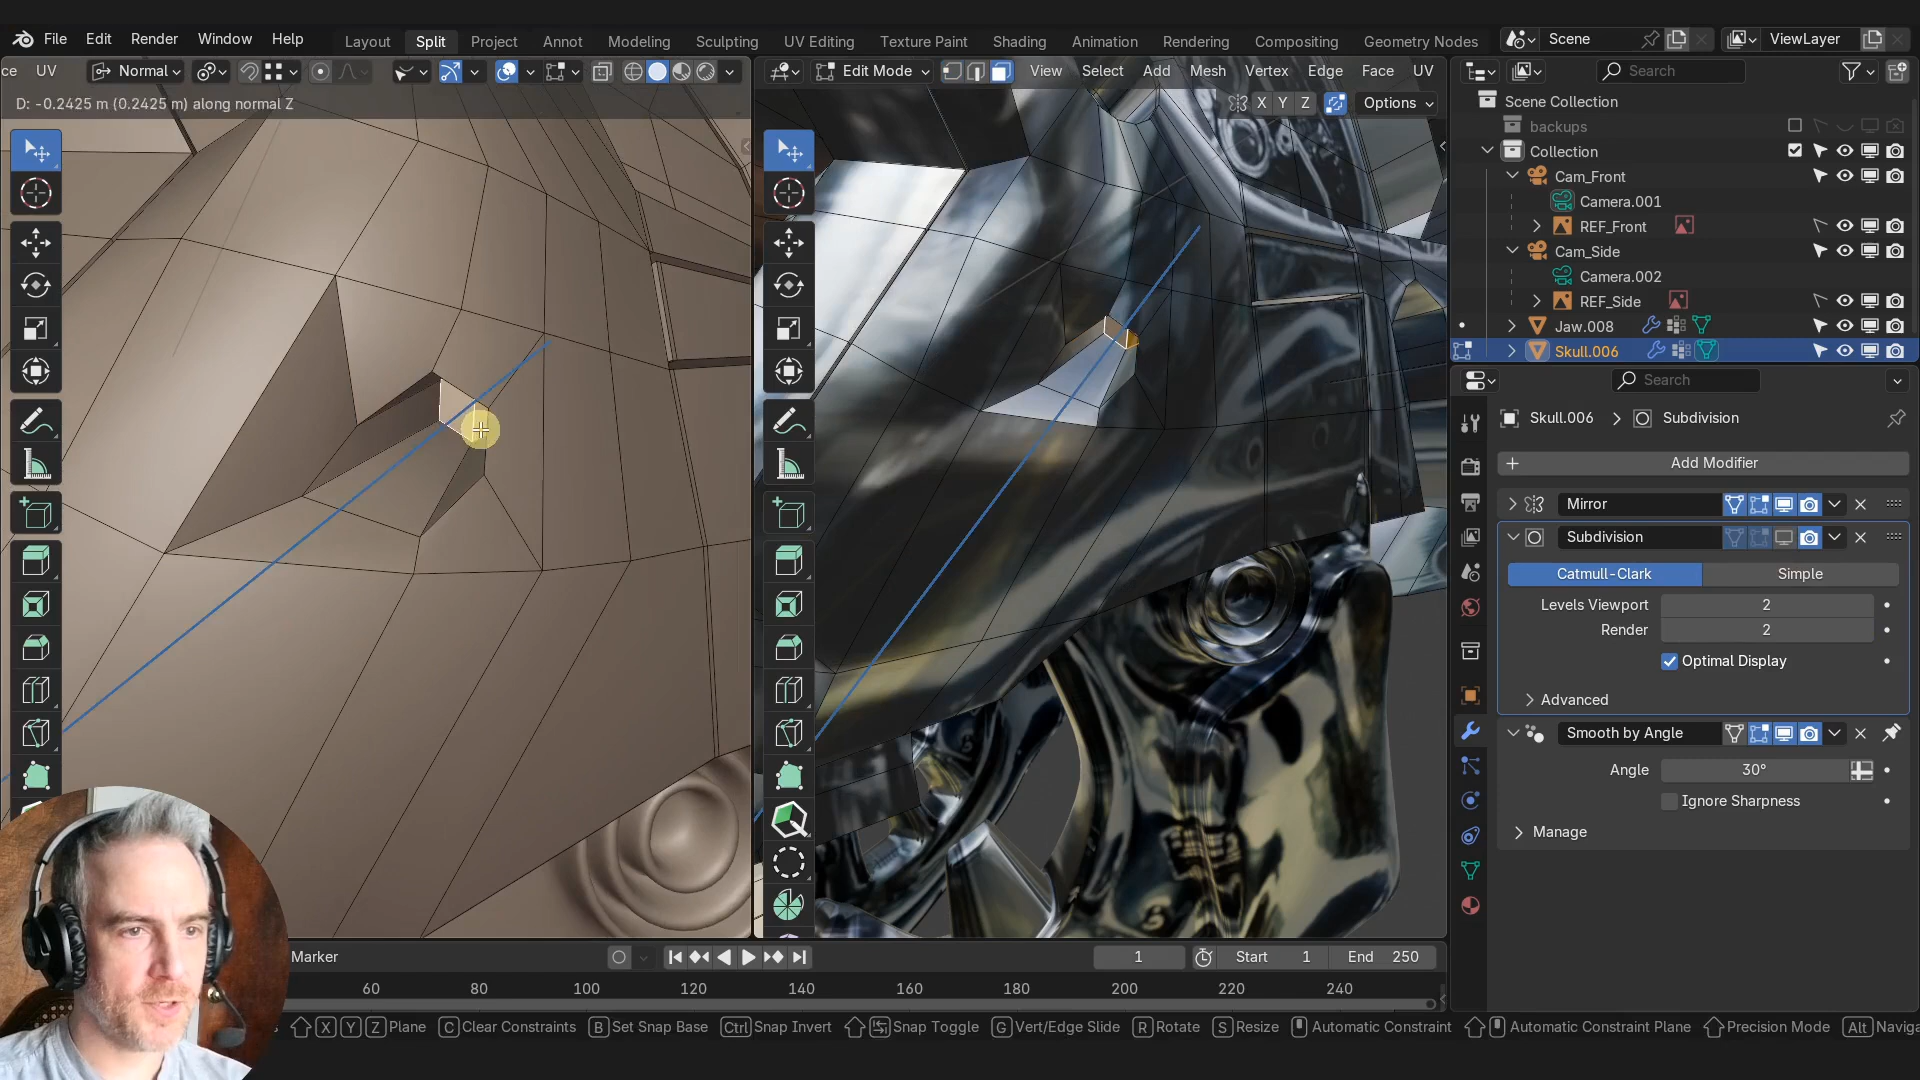 File Edit Render Window Help Layout Split Project Annot Modeling Sculpting UV Editing Texture Paint Shading Animation Rendering Compositing Geometry Nodes Scene ViewLayer
ce UV Normal Edit Mode View Select Add Mesh Vertex Edge Face UV Search
D: -0.2425 m (0.2425 m) along normal Z X Y Z Options
Scene Collection
backups
Collection
Cam_Front
Camera.001
REF_Front
Cam_Side
Camera.002
REF_Side
Jaw.008
Skull.006
Search
Skull.006 > Subdivision
+ Add Modifier
Mirror
Subdivision
Catmull-Clark Simple
Levels Viewport 2
Render 2
Optimal Display
Advanced
Smooth by Angle
Angle 30°
Ignore Sharpness
Manage
Marker 1 Start 1 End 250
60 80 100 120 140 160 180 200 220 240
X Y Z Plane C Clear Constraints B Set Snap Base Ctrl Snap Invert Snap Toggle G Vert/Edge Slide R Rotate S Resize Automatic Constraint Automatic Constraint Plane Precision Mode Alt